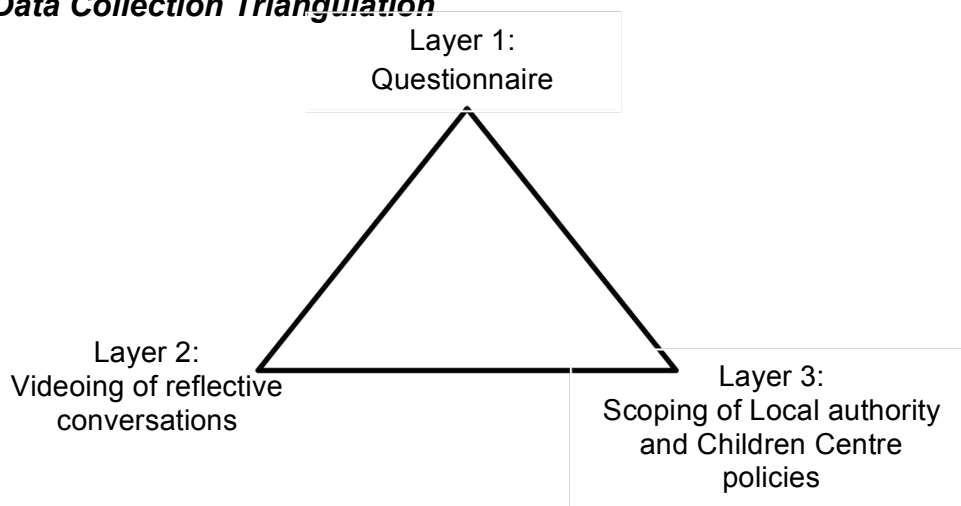 Data Collection Triangulation
Layer 1:
Questionnaire
Layer 2:
Videoing of reflective
conversations
Layer 3:
Scoping of Local authority
and Children Centre
policies